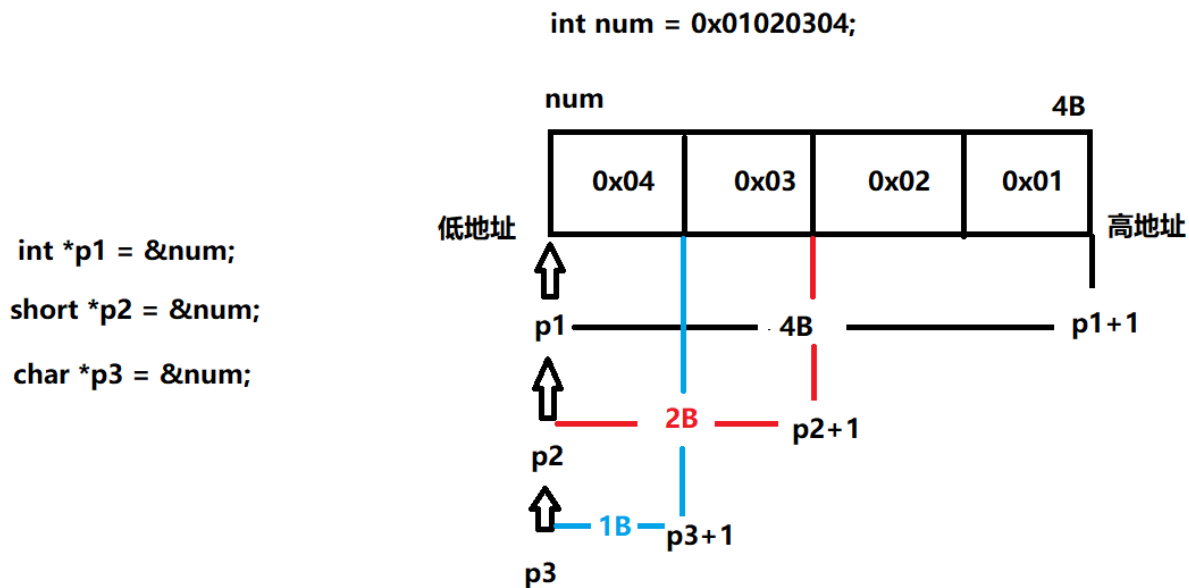 int num = 0x01020304;
num
4B
0x04 0x03 0x02 0x01
低地址
高地址
int *p1 = &num;
short *p2 = &num;
char *p3 = &num;
p1
4B
p1+1
2B
p2+1
p2
1B
p3+1
p3